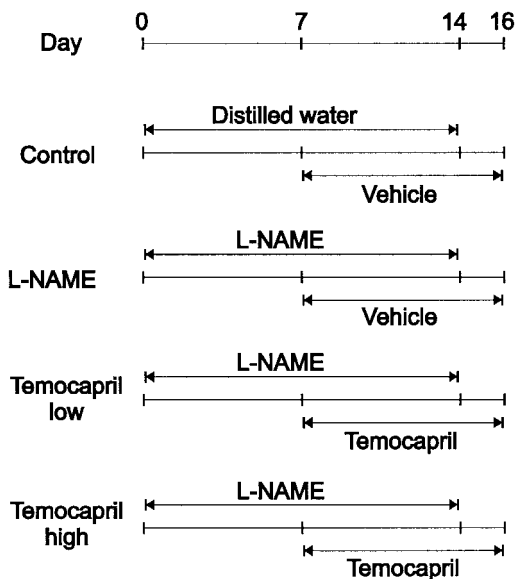 0 7 14 16
Day
Distilled water
Control
Vehicle
L-NAME
L-NAME
Vehicle
L-NAME
Temocapril
low
Temocapril
L-NAME
Temocapril
high
Temocapril